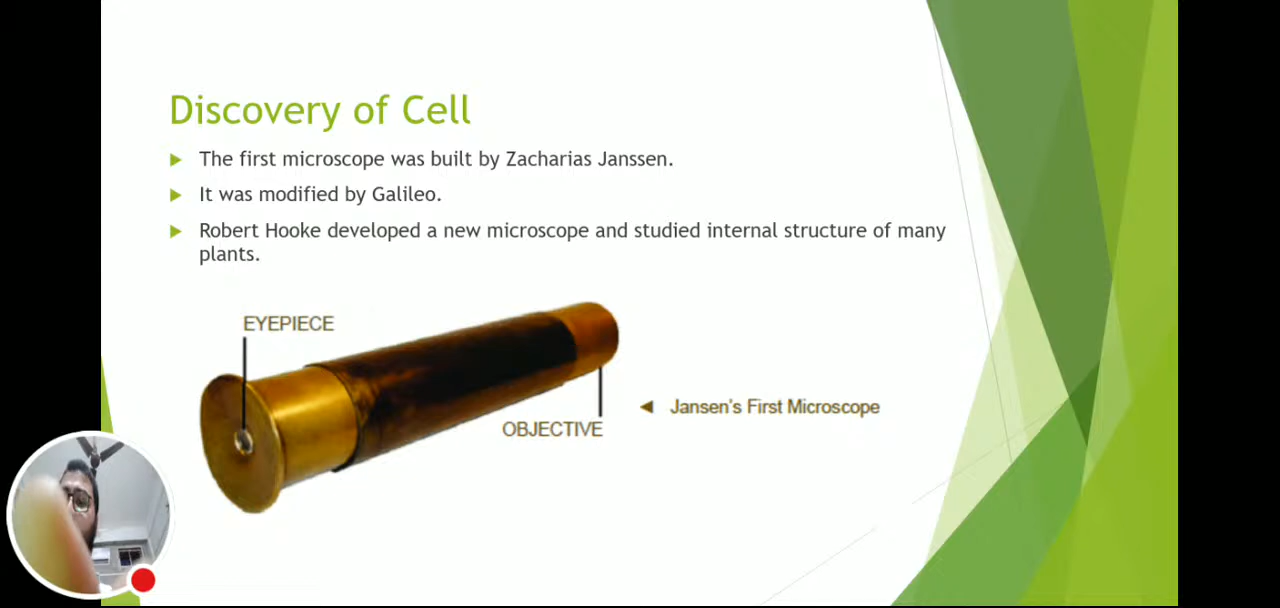 Discovery of Cell
The first microscope was built by Zacharias Janssen.
It was modified by Galileo.
Robert Hooke developed a new microscope and studied internal structure of many
plants.
EYEPIECE
OBJECTIVE
Jansen's First Microscope